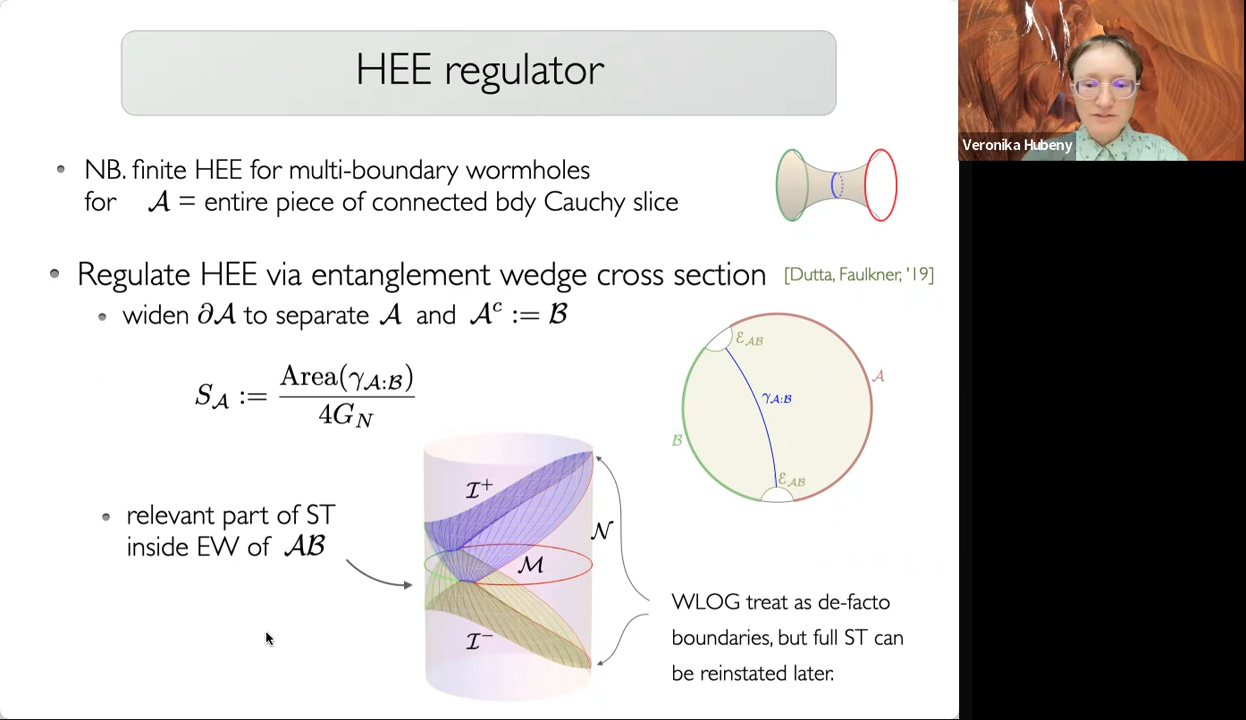 HEE regulator
Veronika Hubeny
• NB. finite HEE for multi-boundary wormholes
for 𝒜 = entire piece of connected bdy Cauchy slice
• Regulate HEE via entanglement wedge cross section [Dutta, Faulkner, '19]
• widen ∂𝒜 to separate 𝒜 and 𝒜ᶜ := ℬ
S_𝒜 := Area(γ_𝒜:ℬ) / 4G_N
ℰ_AB
𝒜
γ_𝒜:ℬ
ℬ
ℰ_AB
• relevant part of ST
inside EW of 𝒜ℬ
ℐ⁺
𝒩
ℳ
ℐ⁻
WLOG treat as de-facto
boundaries, but full ST can
be reinstated later.